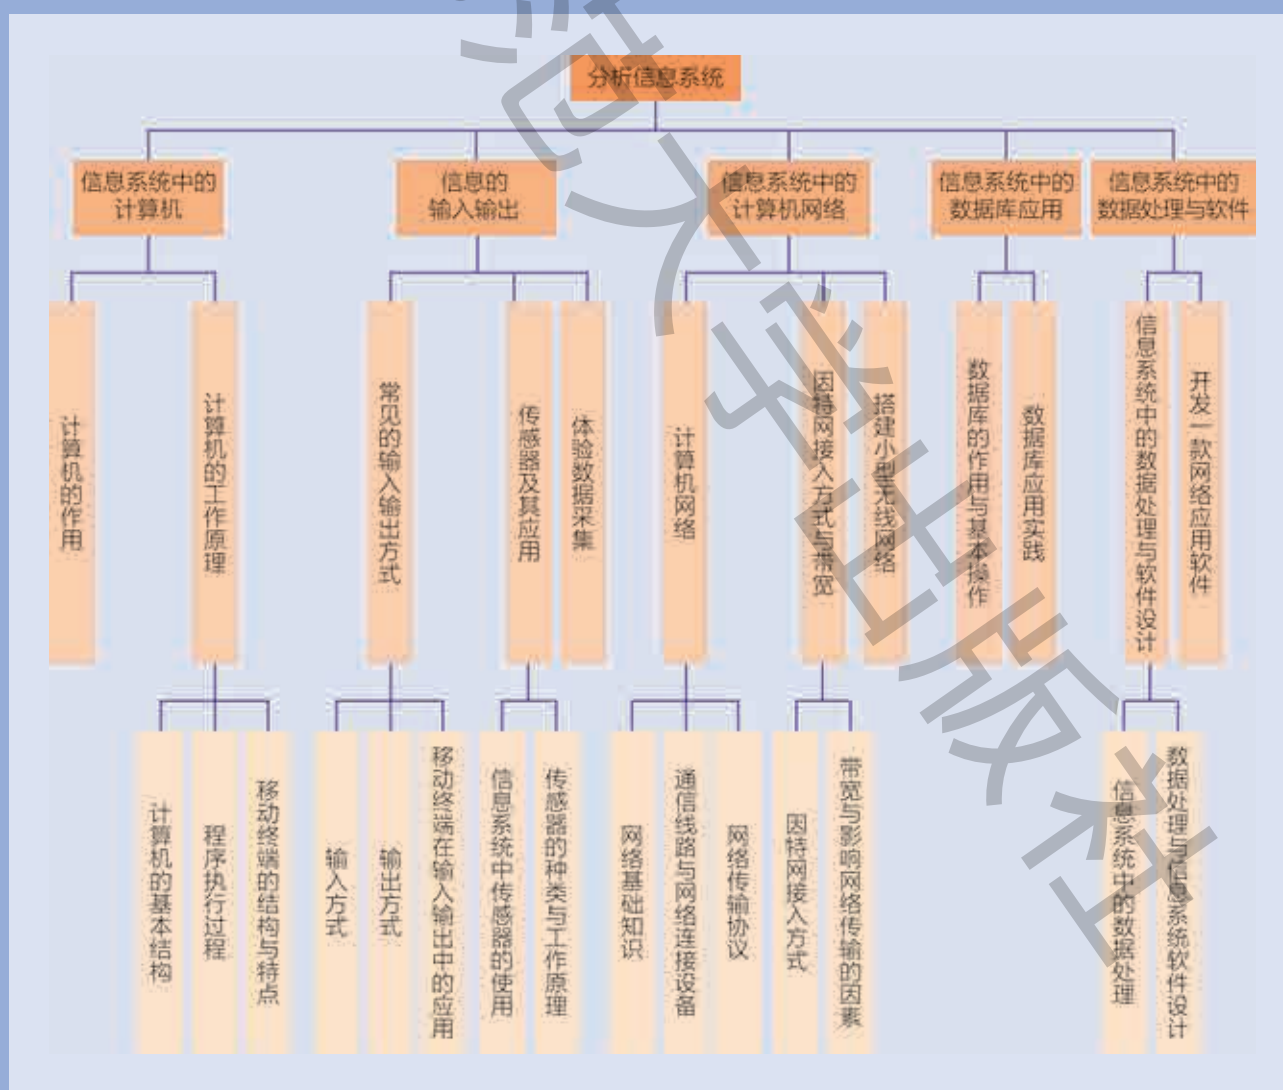 分析信息系统
信息系统中的
计算机
信息的
输入输出
信息系统中的
计算机网络
信息系统中的
数据库应用
信息系统中的
数据处理与软件
计算机的作用
计算机的工作原理
常见的输入输出方式
传感器及其应用
体验数据采集
计算机网络
因特网接入方式与带宽
搭建小型无线网络
数据库的作用与基本操作
数据库应用实践
信息系统中的数据处理与软件设计
开发一款网络应用软件
计算机的基本结构
程序执行过程
移动终端的结构与特点
输入方式
输出方式
移动终端在输入输出中的应用
信息系统中传感器的使用
传感器的种类与工作原理
网络基础知识
通信线路与网络连接设备
网络传输协议
因特网接入方式
带宽与影响网络传输的因素
信息系统中的数据处理
数据处理与信息系统软件设计
范大学出版社